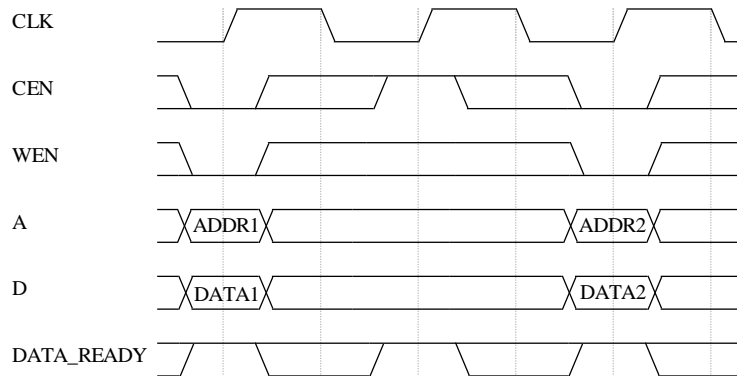 CLK
CEN
WEN
A ADDR1 ADDR2
D DATA1 DATA2
DATA_READY